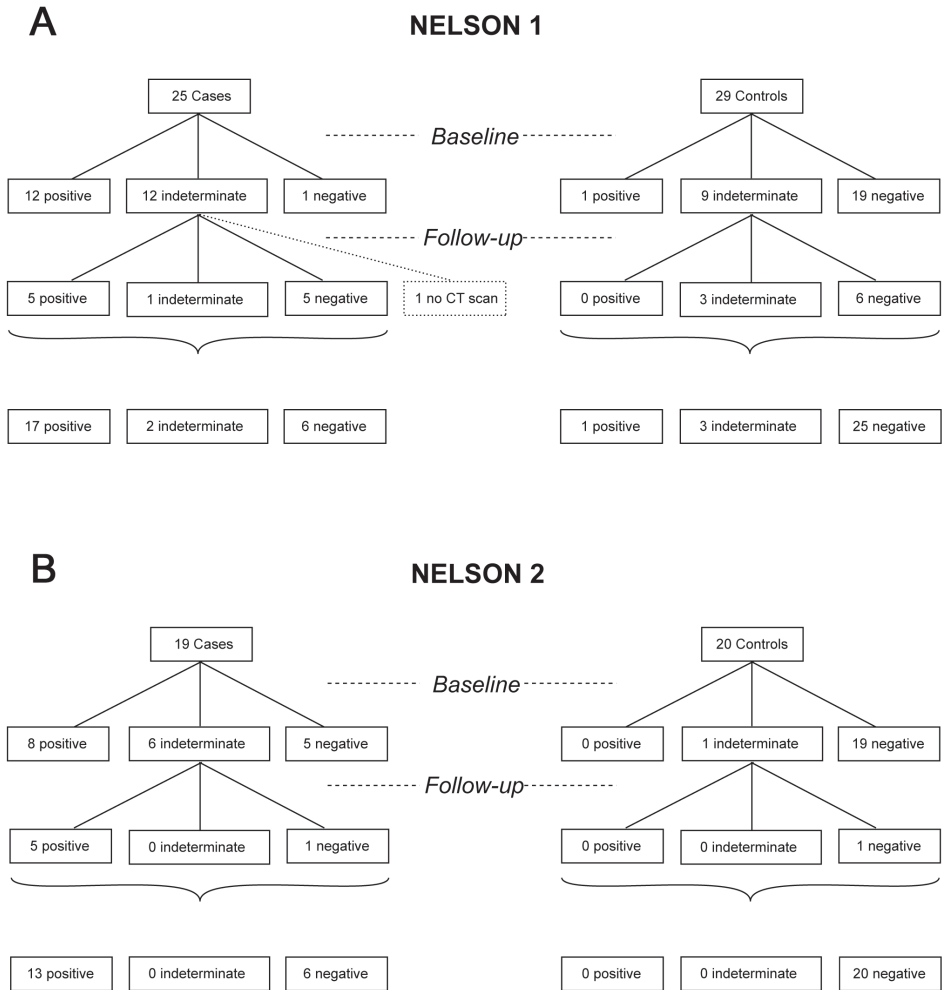 A
NELSON 1
25 Cases
29 Controls
Baseline
12 positive
12 indeterminate
1 negative
1 positive
9 indeterminate
19 negative
Follow-up
5 positive
1 indeterminate
5 negative
1 no CT scan
0 positive
3 indeterminate
6 negative
17 positive
2 indeterminate
6 negative
1 positive
3 indeterminate
25 negative
B
NELSON 2
19 Cases
20 Controls
Baseline
8 positive
6 indeterminate
5 negative
0 positive
1 indeterminate
19 negative
Follow-up
5 positive
0 indeterminate
1 negative
0 positive
0 indeterminate
1 negative
13 positive
0 indeterminate
6 negative
0 positive
0 indeterminate
20 negative